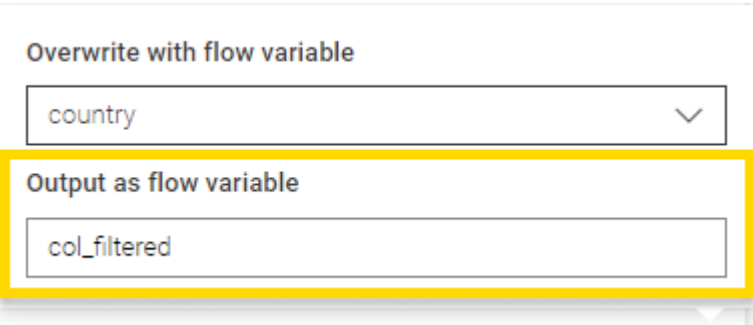 Overwrite with flow variable
country
Output as flow variable
col_filtered